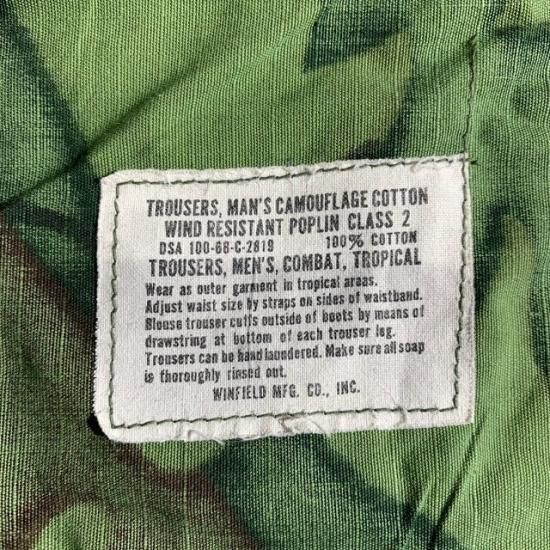 TROUSERS, MAN'S CAMOUFLAGE COTTON
WIND RESISTANT POPLIN CLASS 2
DSA 100-68-C-2819 100% COTTON
TROUSERS, MEN'S, COMBAT, TROPICAL
Wear as outer garment in tropical areas.
Adjust waist size by straps on sides of waistband.
Blouse trouser cuffs outside of boots by means of
drawstring at bottom of each trouser leg.
Trousers can be hand laundered. Make sure all soap
is thoroughly rinsed out.
WINFIELD MFG. CO., INC.